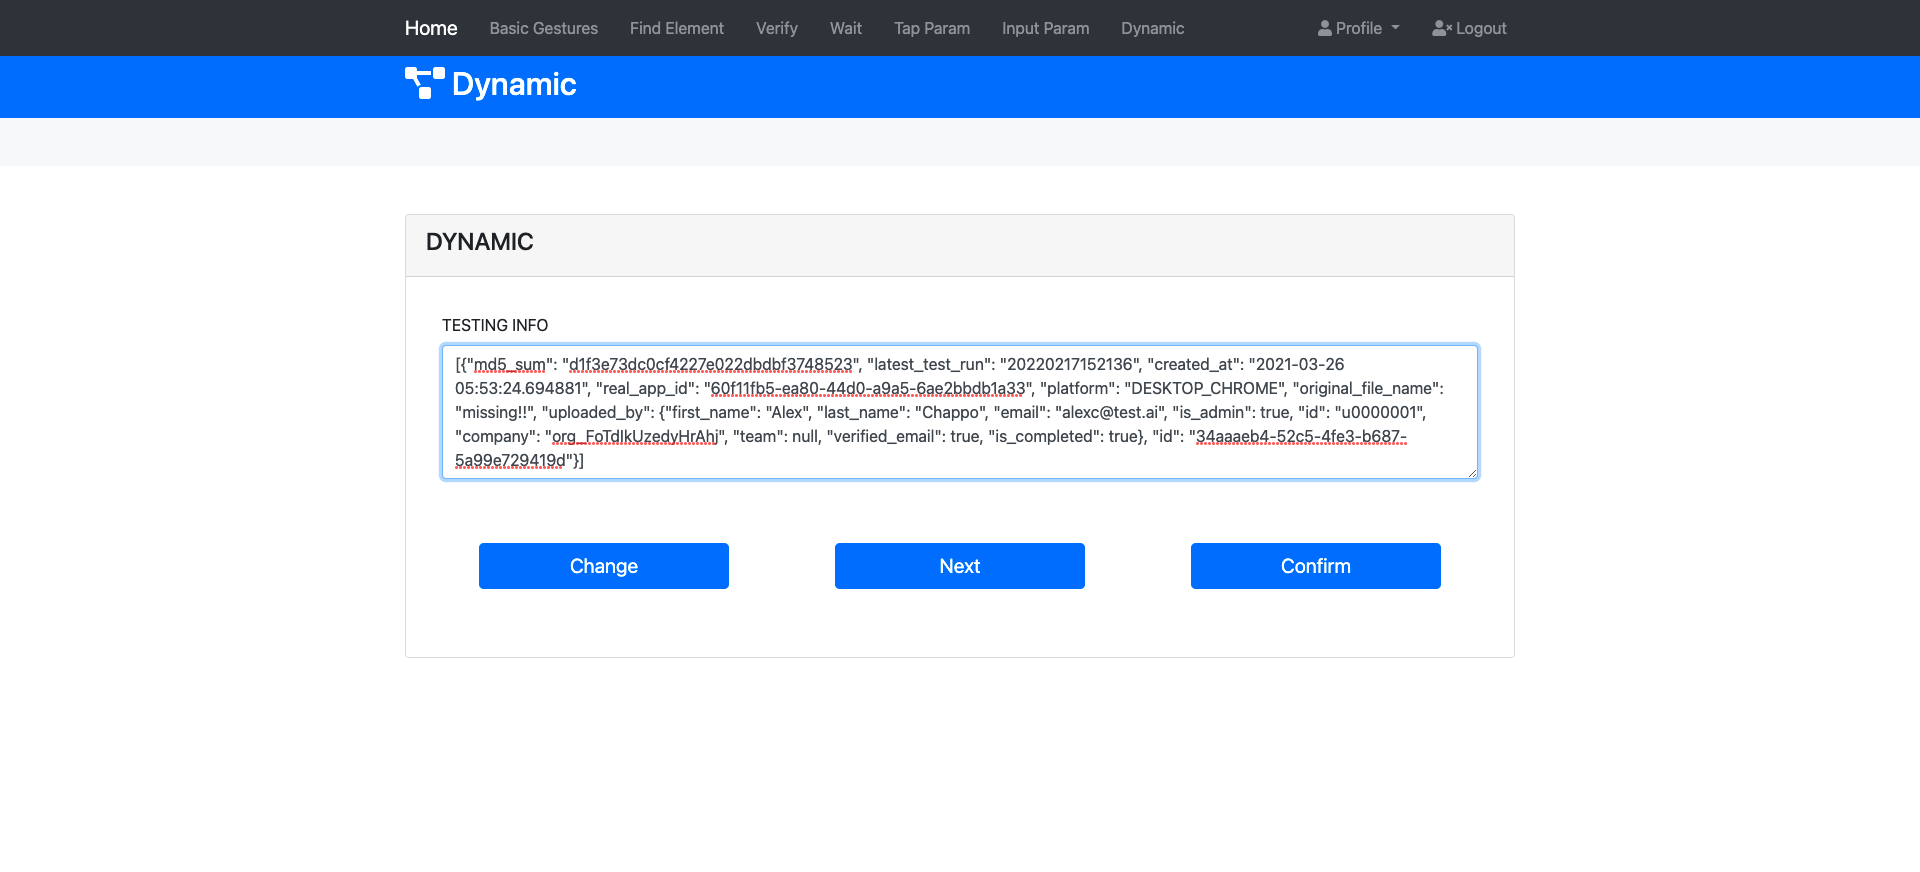 Home Basic Gestures Find Element Verify Wait Tap Param Input Param Dynamic Profile Logout
Dynamic
DYNAMIC
TESTING INFO
[{"md5_sum": "d1f3e73dc0cf4227e022dbdbf3748523", "latest_test_run": "20220217152136", "created_at": "2021-03-26
05:53:24.694881", "real_app_id": "60f11fb5-ea80-44d0-a9a5-6ae2bbdb1a33", "platform": "DESKTOP_CHROME", "original_file_name":
"missing!!", "uploaded_by": {"first_name": "Alex", "last_name": "Chappo", "email": "alexc@test.ai", "is_admin": true, "id": "u0000001",
"company": "org_FoTdIkUzedyHrAhj", "team": null, "verified_email": true, "is_completed": true}, "id": "34aaaeb4-52c5-4fe3-b687-
5a99e729419d"}]
Change Next Confirm